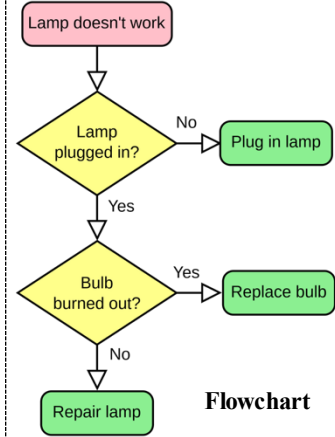 Lamp doesn't work
Lamp
plugged in?
No
Plug in lamp
Yes
Bulb
burned out?
Yes
Replace bulb
No
Repair lamp
Flowchart